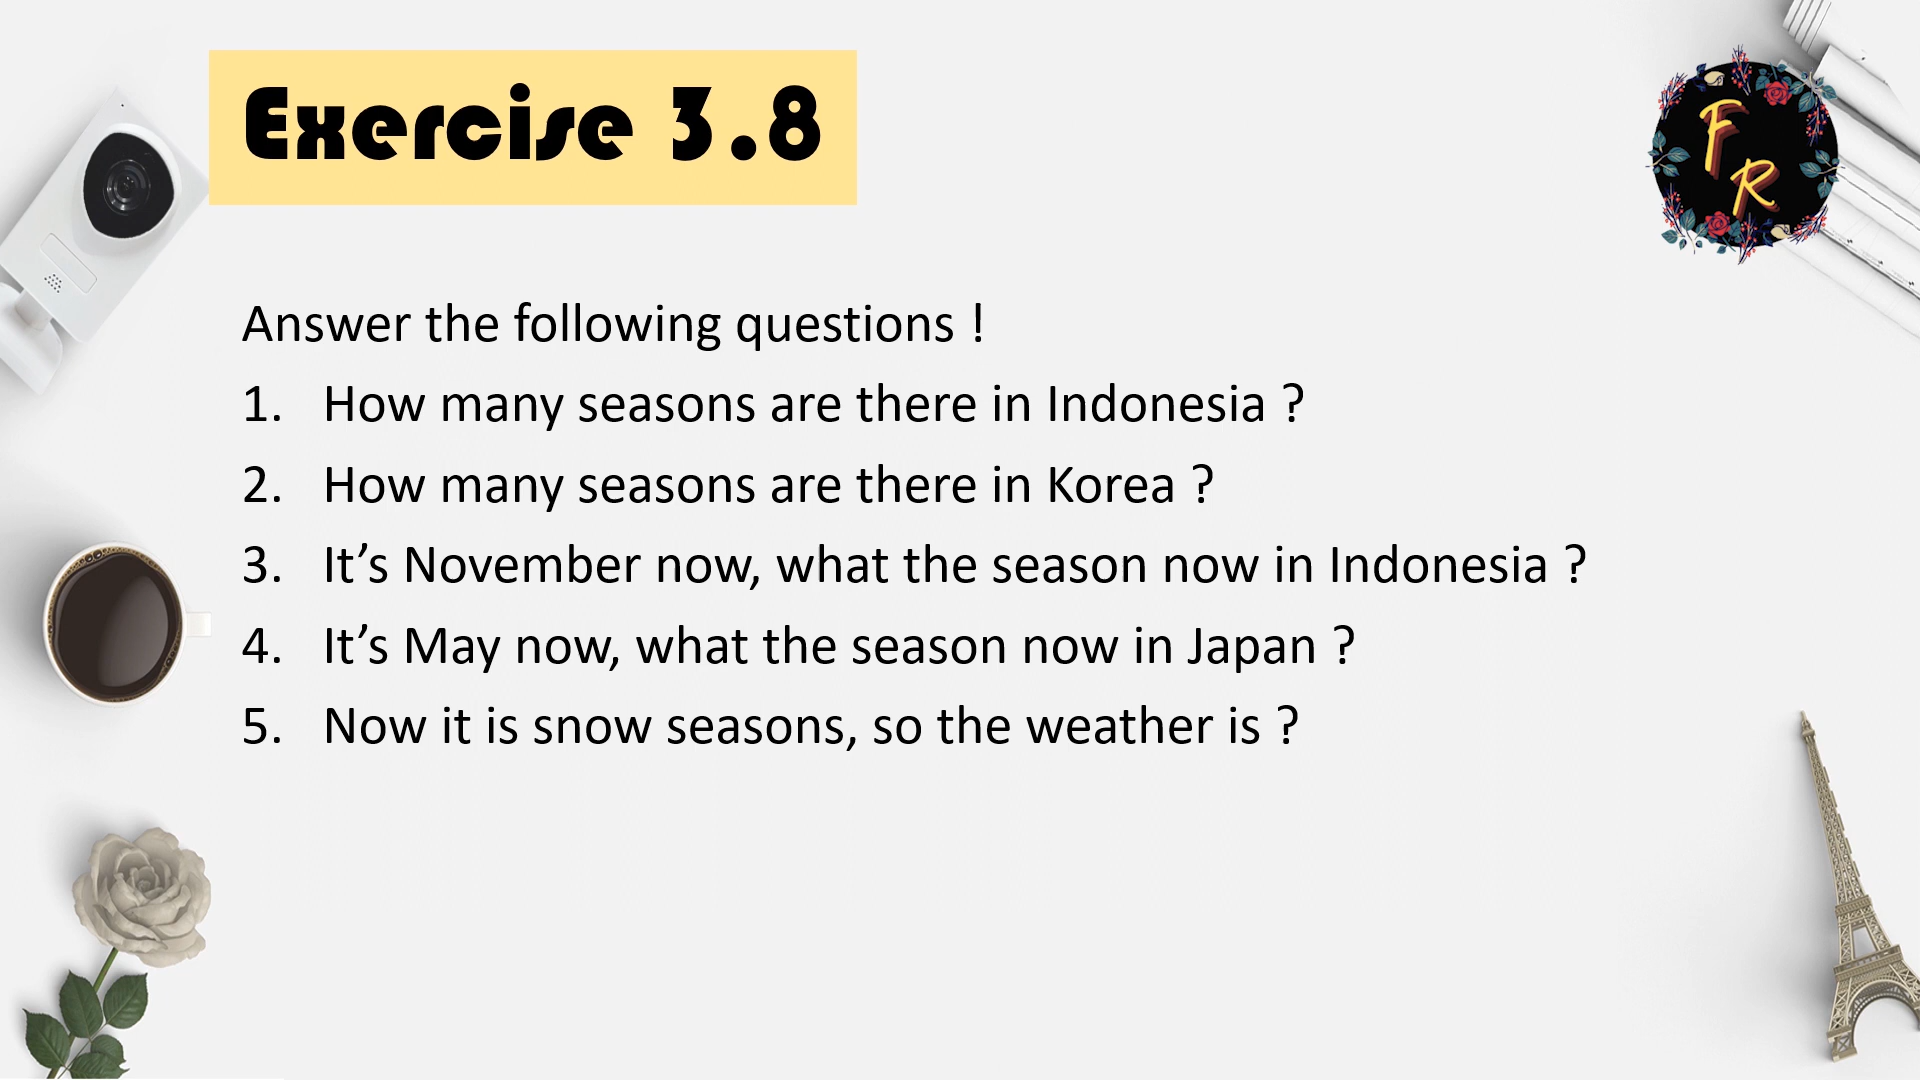 Exercise 3.8
F
R
Answer the following questions !
1. How many seasons are there in Indonesia ?
2. How many seasons are there in Korea ?
3. It’s November now, what the season now in Indonesia ?
4. It’s May now, what the season now in Japan ?
5. Now it is snow seasons, so the weather is ?